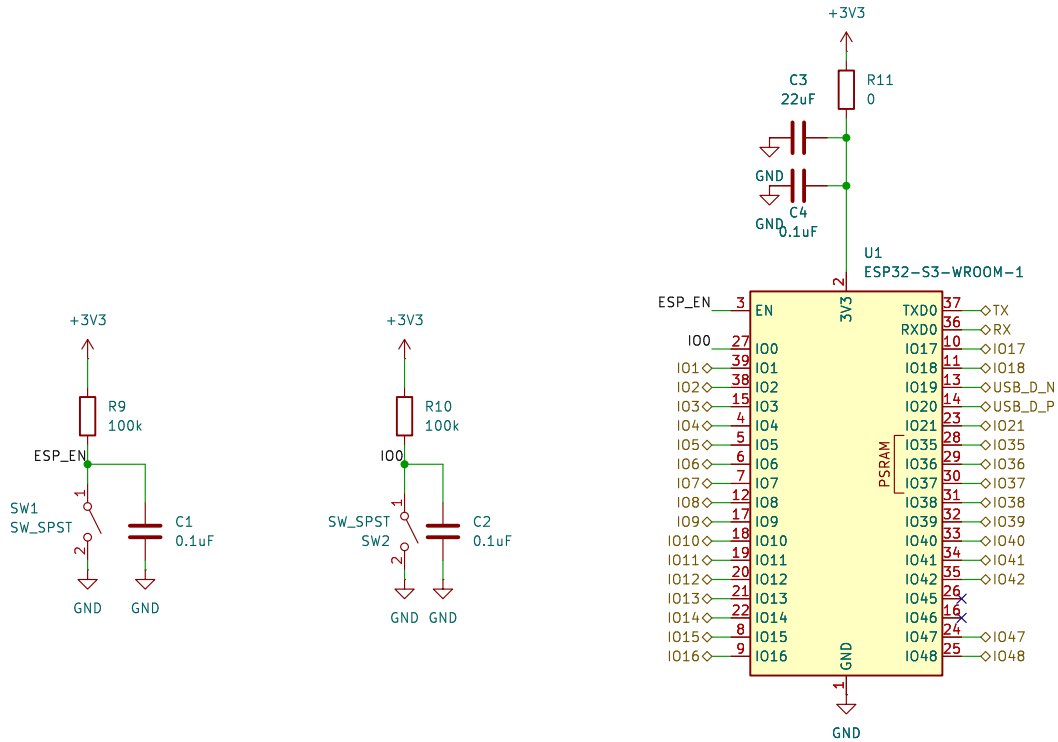 +3V3
C3
22uF
R11
0
GND
C4
GND
0.1uF
U1
ESP32-S3-WROOM-1
2
3V3
ESP_EN 3 EN
IO0 27 IO0
IO1 39 IO1
IO2 38 IO2
IO3 15 IO3
IO4 4 IO4
IO5 5 IO5
IO6 6 IO6
IO7 7 IO7
IO8 12 IO8
IO9 17 IO9
IO10 18 IO10
IO11 19 IO11
IO12 20 IO12
IO13 21 IO13
IO14 22 IO14
IO15 8 IO15
IO16 9 IO16
TXD0 37 TX
RXD0 36 RX
IO17 10 IO17
IO18 11 IO18
IO19 13 USB_D_N
IO20 14 USB_D_P
IO21 23 IO21
IO35 28 IO35
IO36 29 IO36
IO37 30 IO37
IO38 31 IO38
IO39 32 IO39
IO40 33 IO40
IO41 34 IO41
IO42 35 IO42
IO45 26
IO46 16
IO47 24 IO47
IO48 25 IO48
PSRAM
GND
1
GND
+3V3
R9
100k
ESP_EN
1
SW1
SW_SPST
2
C1
0.1uF
GND
GND
+3V3
R10
100k
IO0
1
SW_SPST
SW2
2
C2
0.1uF
GND
GND